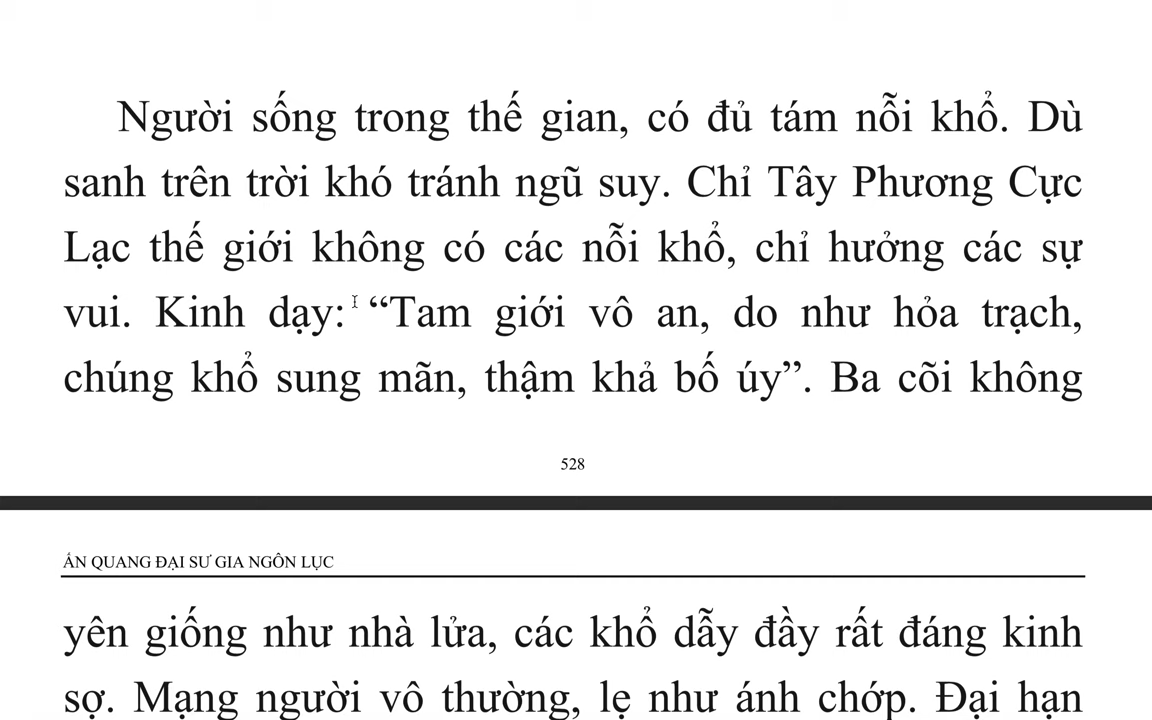 Người sống trong thế gian, có đủ tám nỗi khổ. Dù
sanh trên trời khó tránh ngũ suy. Chỉ Tây Phương Cực
Lạc thế giới không có các nỗi khổ, chỉ hưởng các sự
vui. Kinh dạy: “Tam giới vô an, do như hỏa trạch,
chúng khổ sung mãn, thậm khả bố úy”. Ba cõi không
528
ẤN QUANG ĐẠI SƯ GIA NGÔN LỤC
yên giống như nhà lửa, các khổ dẫy đầy rất đáng kinh
sợ. Mạng người vô thường, lẹ như ánh chớp. Đại hạn